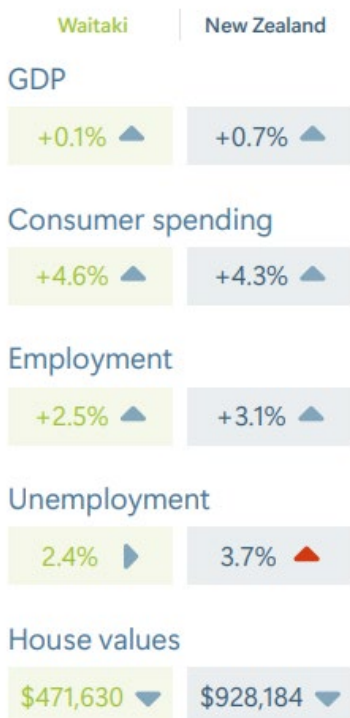 Waitaki New Zealand
GDP
+0.1% +0.7%
Consumer spending
+4.6% +4.3%
Employment
+2.5% +3.1%
Unemployment
2.4% 3.7%
House values
$471,630 $928,184